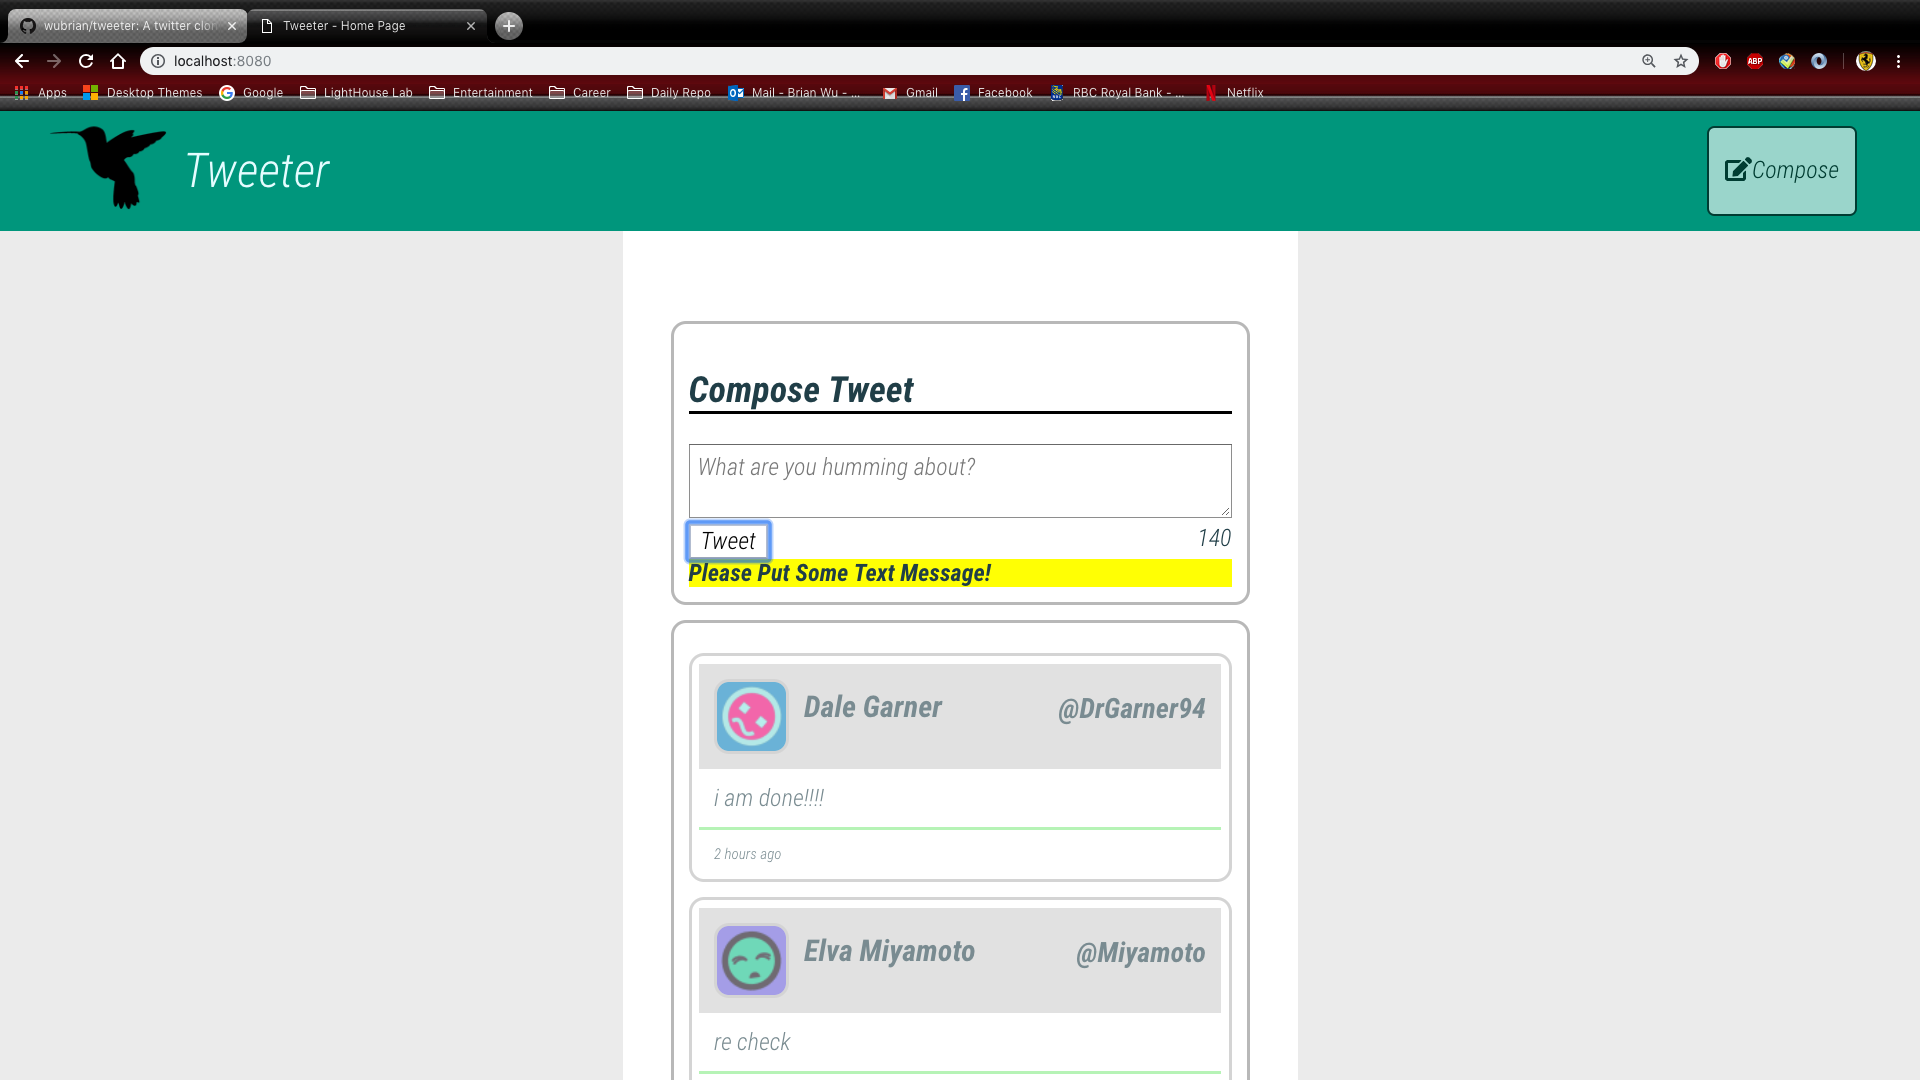 wubrian/tweeter: A twitter clon
Tweeter - Home Page
localhost:8080
ABP
Apps
Desktop Themes
Google
LightHouse Lab
Entertainment
Career
Daily Repo
Mail - Brian Wu - ...
Gmail
Facebook
RBC Royal Bank - ...
Netflix
Tweeter
Compose
Compose Tweet
What are you humming about?
Tweet
140
Please Put Some Text Message!
Dale Garner
@DrGarner94
i am done!!!!
2 hours ago
Elva Miyamoto
@Miyamoto
re check